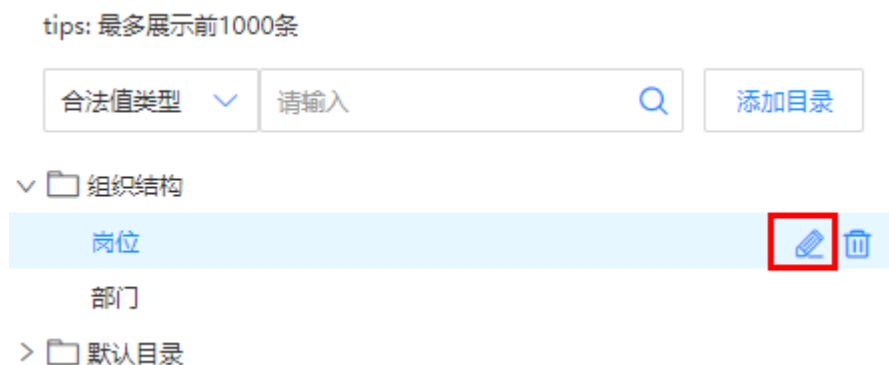 tips: 最多展示前1000条
合法值类型 请输入 添加目录
组织结构
岗位
部门
默认目录